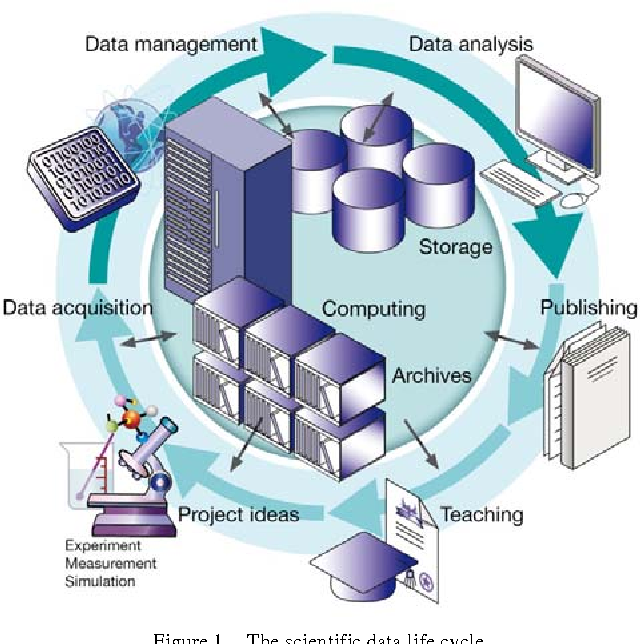 Data management
Data analysis
Storage
Data acquisition
Computing
Publishing
Archives
Project ideas
Teaching
Experiment
Measurement
Simulation
Figure 1. The scientific data life cycle